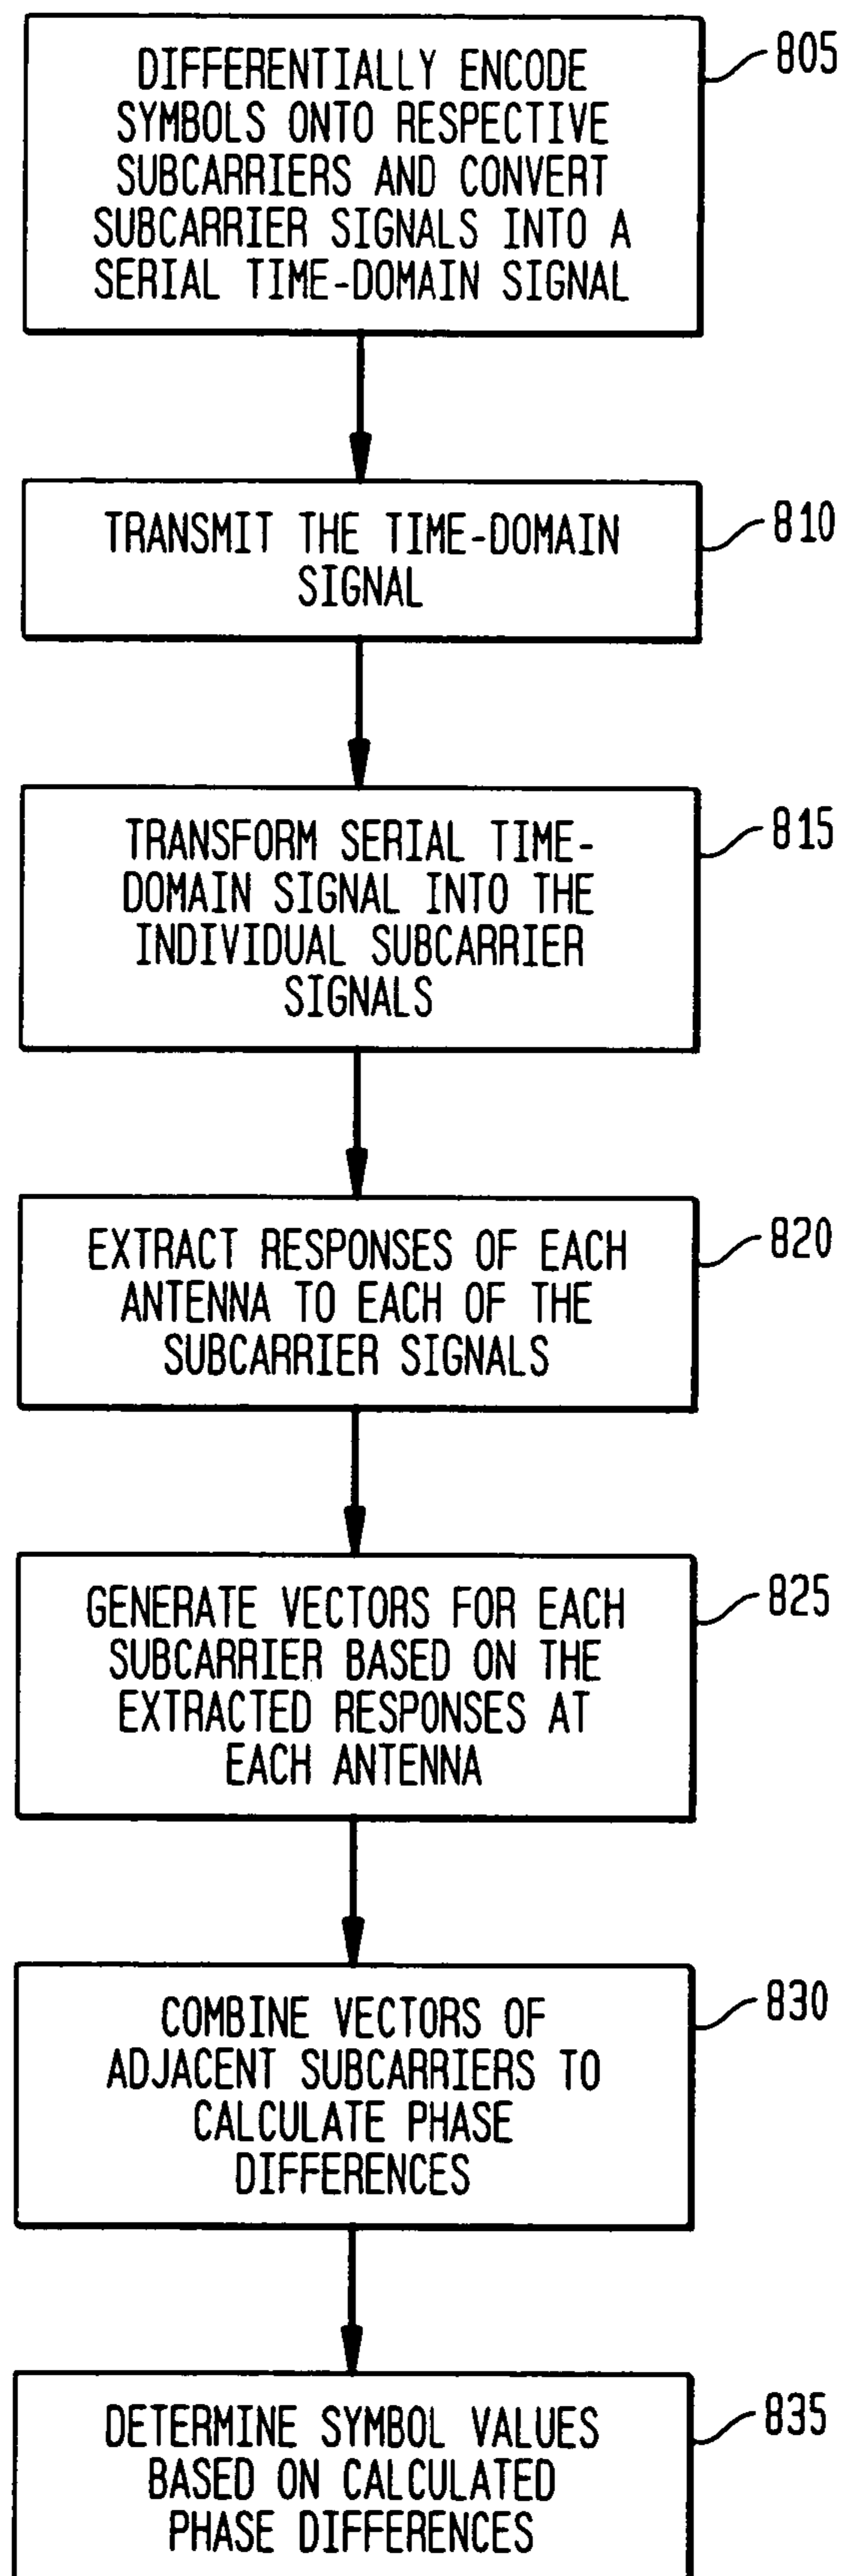 DIFFERENTIALLY ENCODE
SYMBOLS ONTO RESPECTIVE
SUBCARRIERS AND CONVERT
SUBCARRIER SIGNALS INTO A
SERIAL TIME-DOMAIN SIGNAL
805
TRANSMIT THE TIME-DOMAIN
SIGNAL
810
TRANSFORM SERIAL TIME-
DOMAIN SIGNAL INTO THE
INDIVIDUAL SUBCARRIER
SIGNALS
815
EXTRACT RESPONSES OF EACH
ANTENNA TO EACH OF THE
SUBCARRIER SIGNALS
820
GENERATE VECTORS FOR EACH
SUBCARRIER BASED ON THE
EXTRACTED RESPONSES AT
EACH ANTENNA
825
COMBINE VECTORS OF
ADJACENT SUBCARRIERS TO
CALCULATE PHASE
DIFFERENCES
830
DETERMINE SYMBOL VALUES
BASED ON CALCULATED
PHASE DIFFERENCES
835